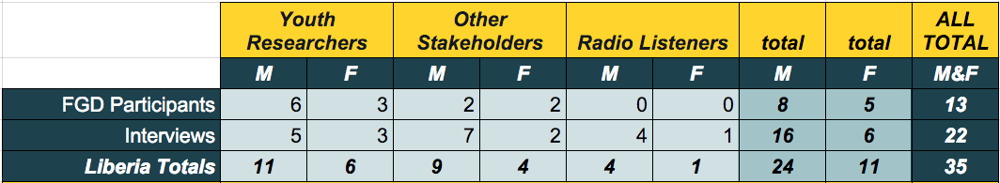 Youth Researchers Other Stakeholders Radio Listeners total total ALL TOTAL
M F M F M F M F M&F
FGD Participants 6 3 2 2 0 0 8 5 13
Interviews 5 3 7 2 4 1 16 6 22
Liberia Totals 11 6 9 4 4 1 24 11 35